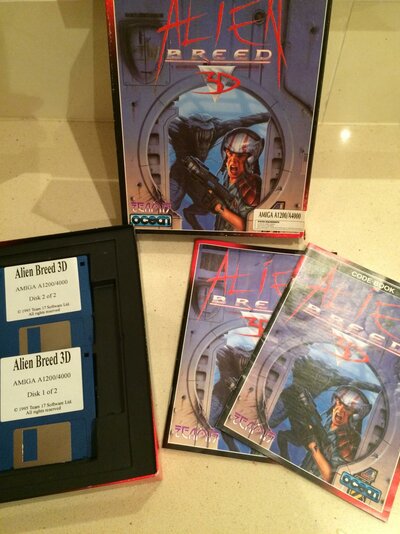 ALIEN
BREED
3D
TEAM17
ocean
AMIGA A1200/A4000
Alien Breed 3D
AMIGA A1200/4000
Disk 2 of 2
© 1995 Team 17 Software Ltd.
All rights reserved
Alien Breed 3D
AMIGA A1200/4000
Disk 1 of 2
© 1995 Team 17 Software Ltd.
All rights reserved
ALIEN
BREED
3D
TEAM17
CODE BOOK
ALIEN
BREED
3D
TEAM17
ocean